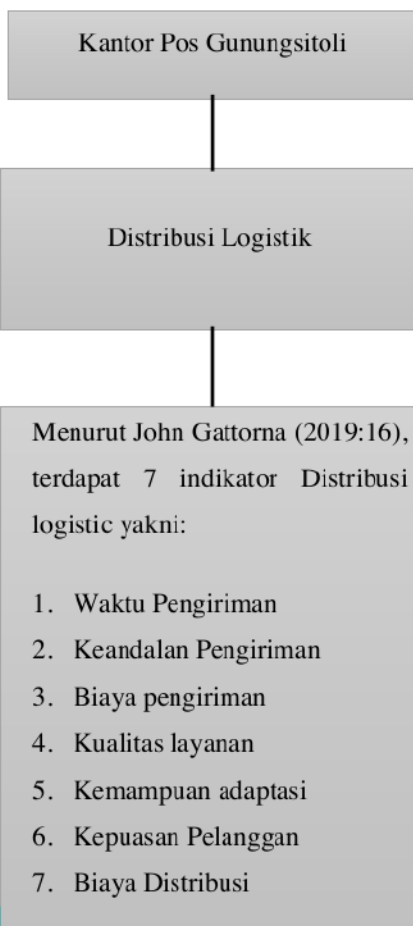 Kantor Pos Gunungsitoli
Distribusi Logistik
Menurut John Gattorna (2019:16),
terdapat 7 indikator Distribusi
logistic yakni:
1. Waktu Pengiriman
2. Keandalan Pengiriman
3. Biaya pengiriman
4. Kualitas layanan
5. Kemampuan adaptasi
6. Kepuasan Pelanggan
7. Biaya Distribusi